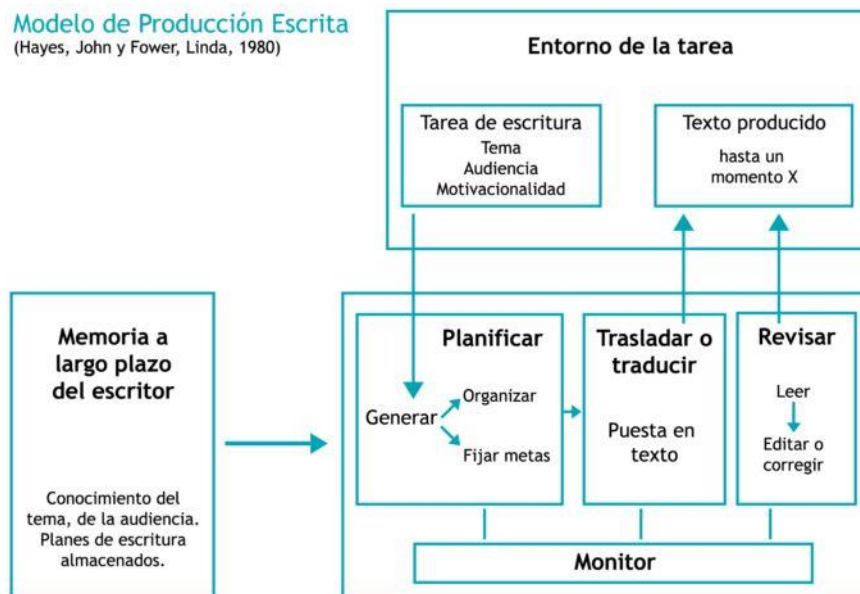 Modelo de Producción Escrita
(Hayes, John y Fower, Linda, 1980)
Entorno de la tarea
Tarea de escritura
Tema
Audiencia
Motivacionalidad
Texto producido
hasta un
momento X
Memoria a
largo plazo
del escritor
Conocimiento del
tema, de la audiencia.
Planes de escritura
almacenados.
Planificar
Generar
Organizar
Fijar metas
Trasladar o
traducir
Puesta en
texto
Revisar
Leer
Editar o
corregir
Monitor